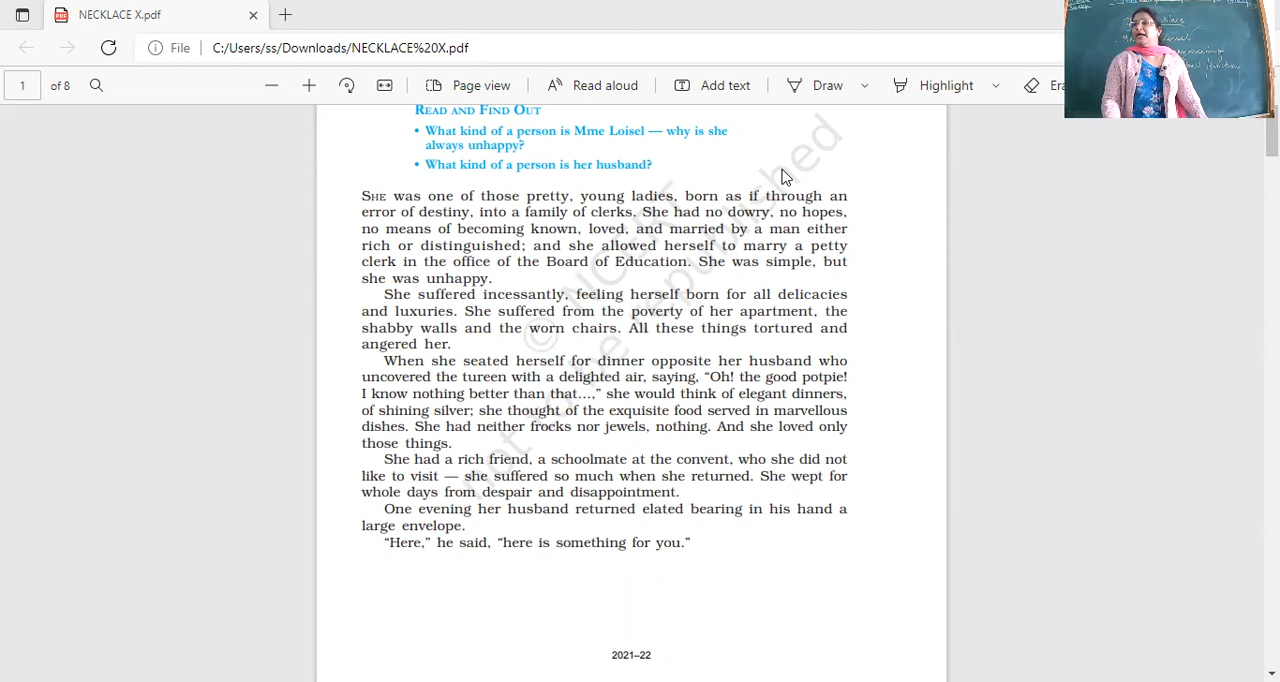 NECKLACE X.pdf
File C:/Users/ss/Downloads/NECKLACE%20X.pdf
1 of 8 Page view Read aloud Add text Draw Highlight
READ AND FIND OUT
• What kind of a person is Mme Loisel — why is she
always unhappy?
• What kind of a person is her husband?
SHE was one of those pretty, young ladies, born as if through an
error of destiny, into a family of clerks. She had no dowry, no hopes,
no means of becoming known, loved, and married by a man either
rich or distinguished; and she allowed herself to marry a petty
clerk in the office of the Board of Education. She was simple, but
she was unhappy.
She suffered incessantly, feeling herself born for all delicacies
and luxuries. She suffered from the poverty of her apartment, the
shabby walls and the worn chairs. All these things tortured and
angered her.
When she seated herself for dinner opposite her husband who
uncovered the tureen with a delighted air, saying, “Oh! the good potpie!
I know nothing better than that...,” she would think of elegant dinners,
of shining silver; she thought of the exquisite food served in marvellous
dishes. She had neither frocks nor jewels, nothing. And she loved only
those things.
She had a rich friend, a schoolmate at the convent, who she did not
like to visit — she suffered so much when she returned. She wept for
whole days from despair and disappointment.
One evening her husband returned elated bearing in his hand a
large envelope.
“Here,” he said, “here is something for you.”
2021–22
© NCERT
not to be republished